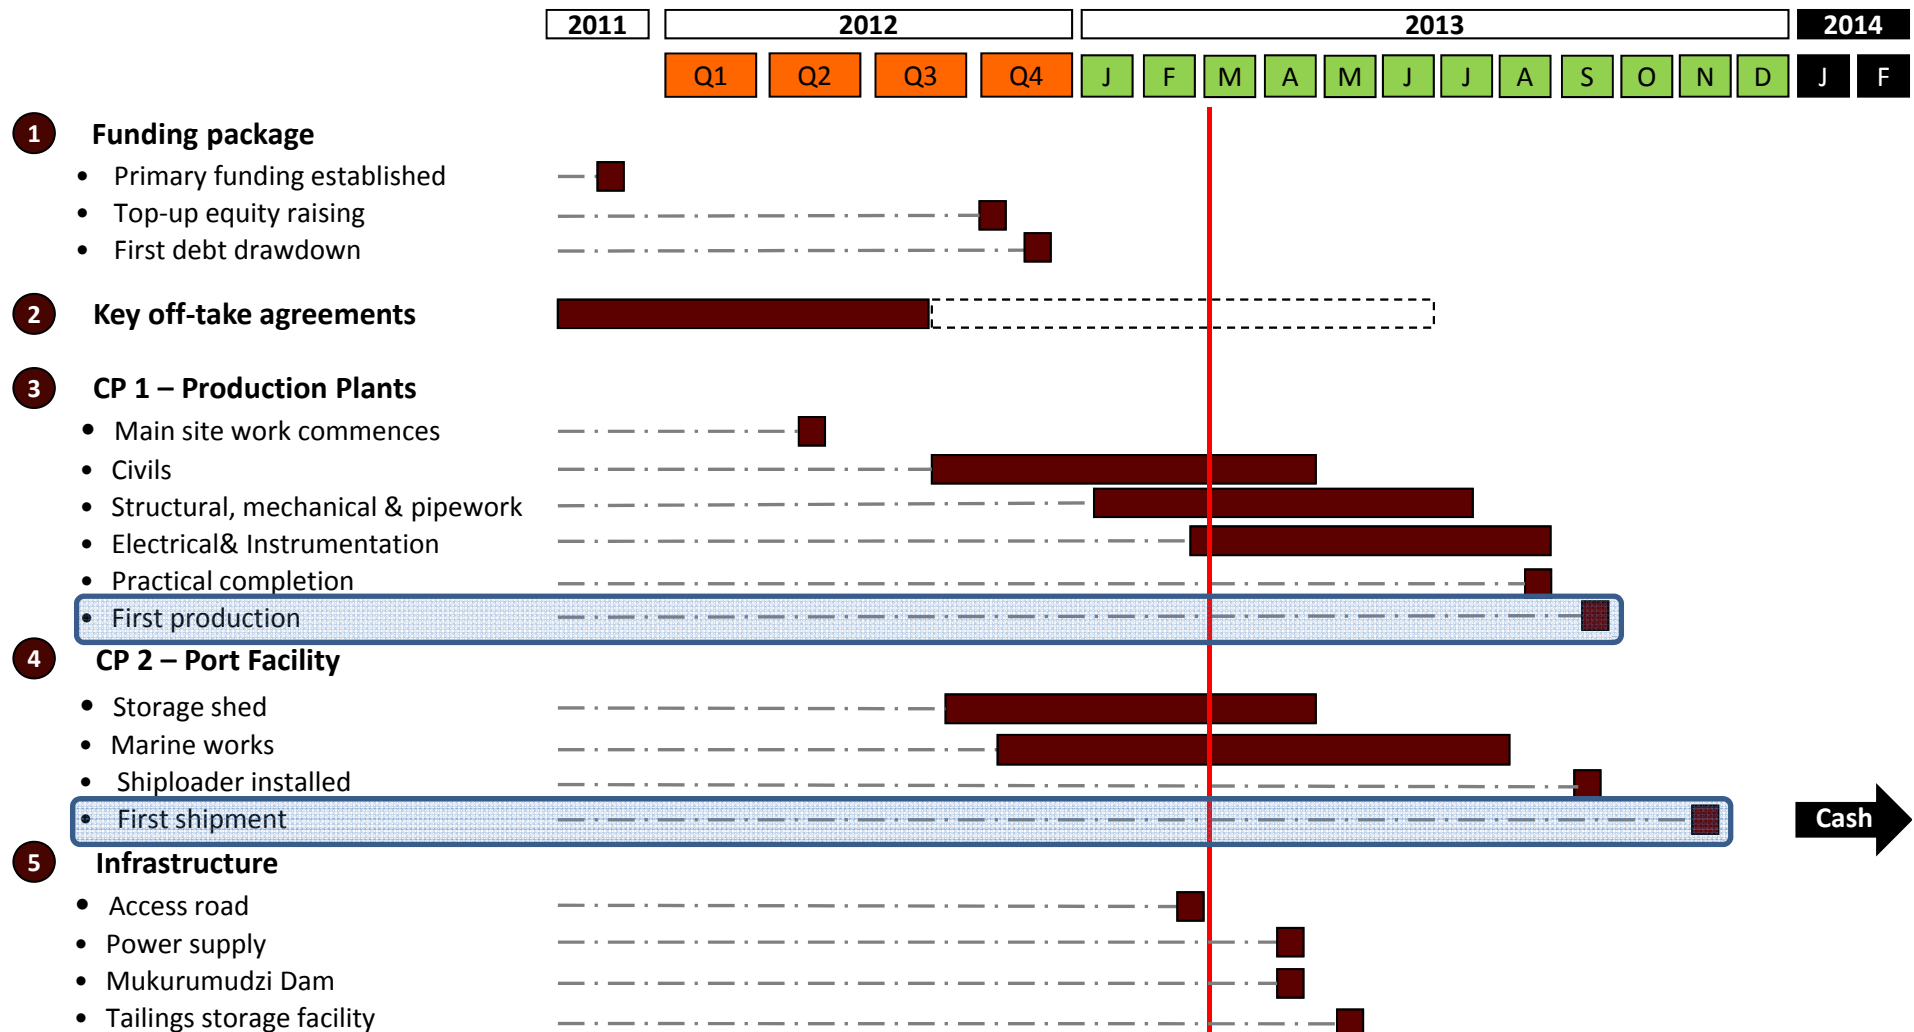 2011 2012 2013 2014
Q1 Q2 Q3 Q4 J F M A M J J A S O N D J F
1 Funding package
• Primary funding established
• Top-up equity raising
• First debt drawdown
2 Key off-take agreements
3 CP 1 – Production Plants
• Main site work commences
• Civils
• Structural, mechanical & pipework
• Electrical& Instrumentation
• Practical completion
• First production
4 CP 2 – Port Facility
• Storage shed
• Marine works
• Shiploader installed
• First shipment
Cash
5 Infrastructure
• Access road
• Power supply
• Mukurumudzi Dam
• Tailings storage facility